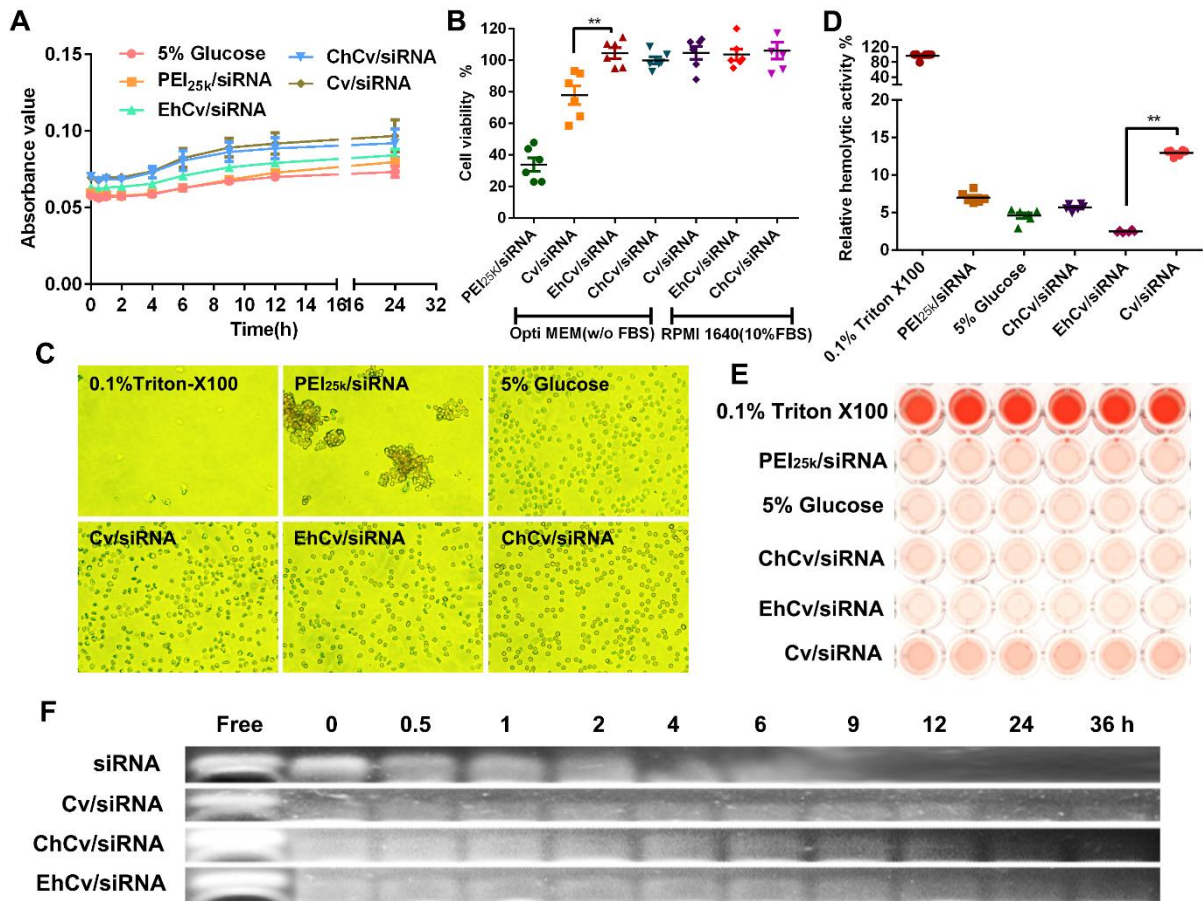 A
0.15
0.10
0.05
0.00
Absorbance value
5% Glucose
PEI25k/siRNA
EhCv/siRNA
ChCv/siRNA
Cv/siRNA
0 2 4 6 8 10 12 14 16 16 24 32
Time(h)
B
120
100
80
60
40
20
0
Cell viability %
**
PEI25K/siRNA
Cv/siRNA
EhCv/siRNA
ChCv/siRNA
Cv/siRNA
EhCv/siRNA
ChCv/siRNA
Opti MEM(w/o FBS) RPMI 1640(10%FBS)
D
120
100
80
20
15
10
5
0
Relative hemolytic activity %
**
0.1% Triton X100
PEI25k/siRNA
5% Glucose
ChCv/siRNA
EhCv/siRNA
Cv/siRNA
C
0.1%Triton-X100
PEI25k/siRNA
5% Glucose
Cv/siRNA
EhCv/siRNA
ChCv/siRNA
E
0.1% Triton X100
PEI25k/siRNA
5% Glucose
ChCv/siRNA
EhCv/siRNA
Cv/siRNA
F
Free 0 0.5 1 2 4 6 9 12 24 36 h
siRNA
Cv/siRNA
ChCv/siRNA
EhCv/siRNA